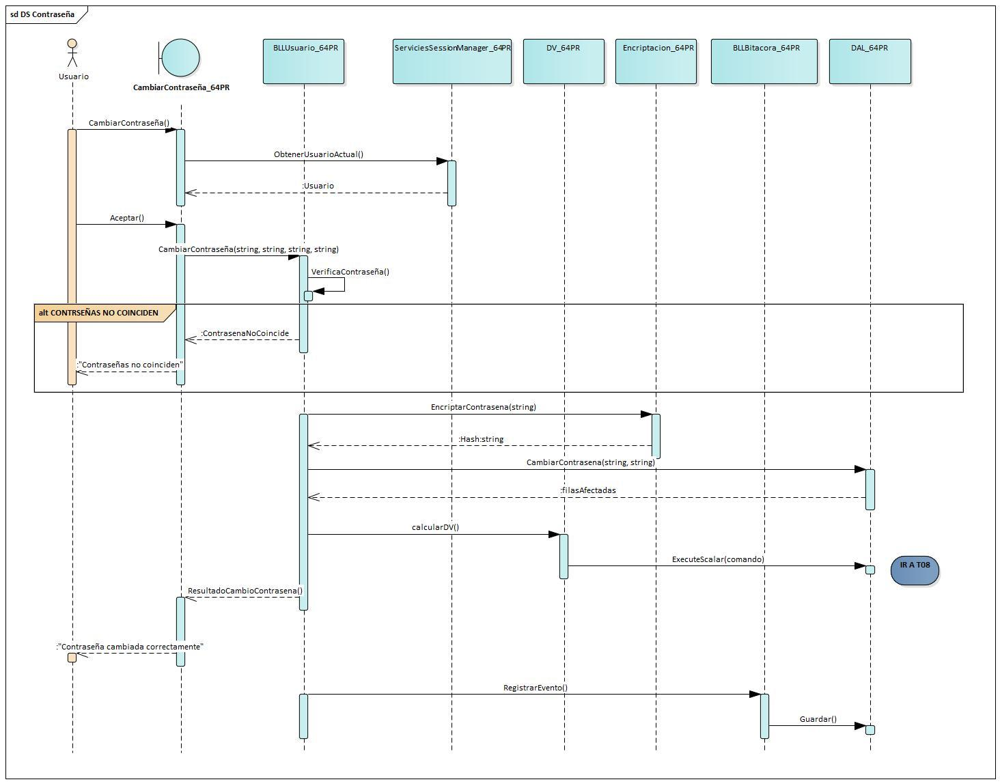 sd DS Contraseña
Usuario
CambiarContraseña_64PR
BLLUsuario_64PR
ServiciesSessionManager_64PR
DV_64PR
Encriptacion_64PR
BLLBitacora_64PR
DAL_64PR
CambiarContraseña()
ObtenerUsuarioActual()
:Usuario
Aceptar()
CambiarContraseña(string, string, string, string)
VerificaContraseña()
alt CONTRSEÑAS NO COINCIDEN
:ContrasenaNoCoincide
:"Contraseñas no coinciden"
EncriptarContrasena(string)
:Hash:string
CambiarContrasena(string, string)
:filasAfectadas
calcularDV()
ExecuteScalar(comando)
IR A T08
ResultadoCambioContrasena()
:"Contraseña cambiada correctamente"
RegistrarEvento()
Guardar()